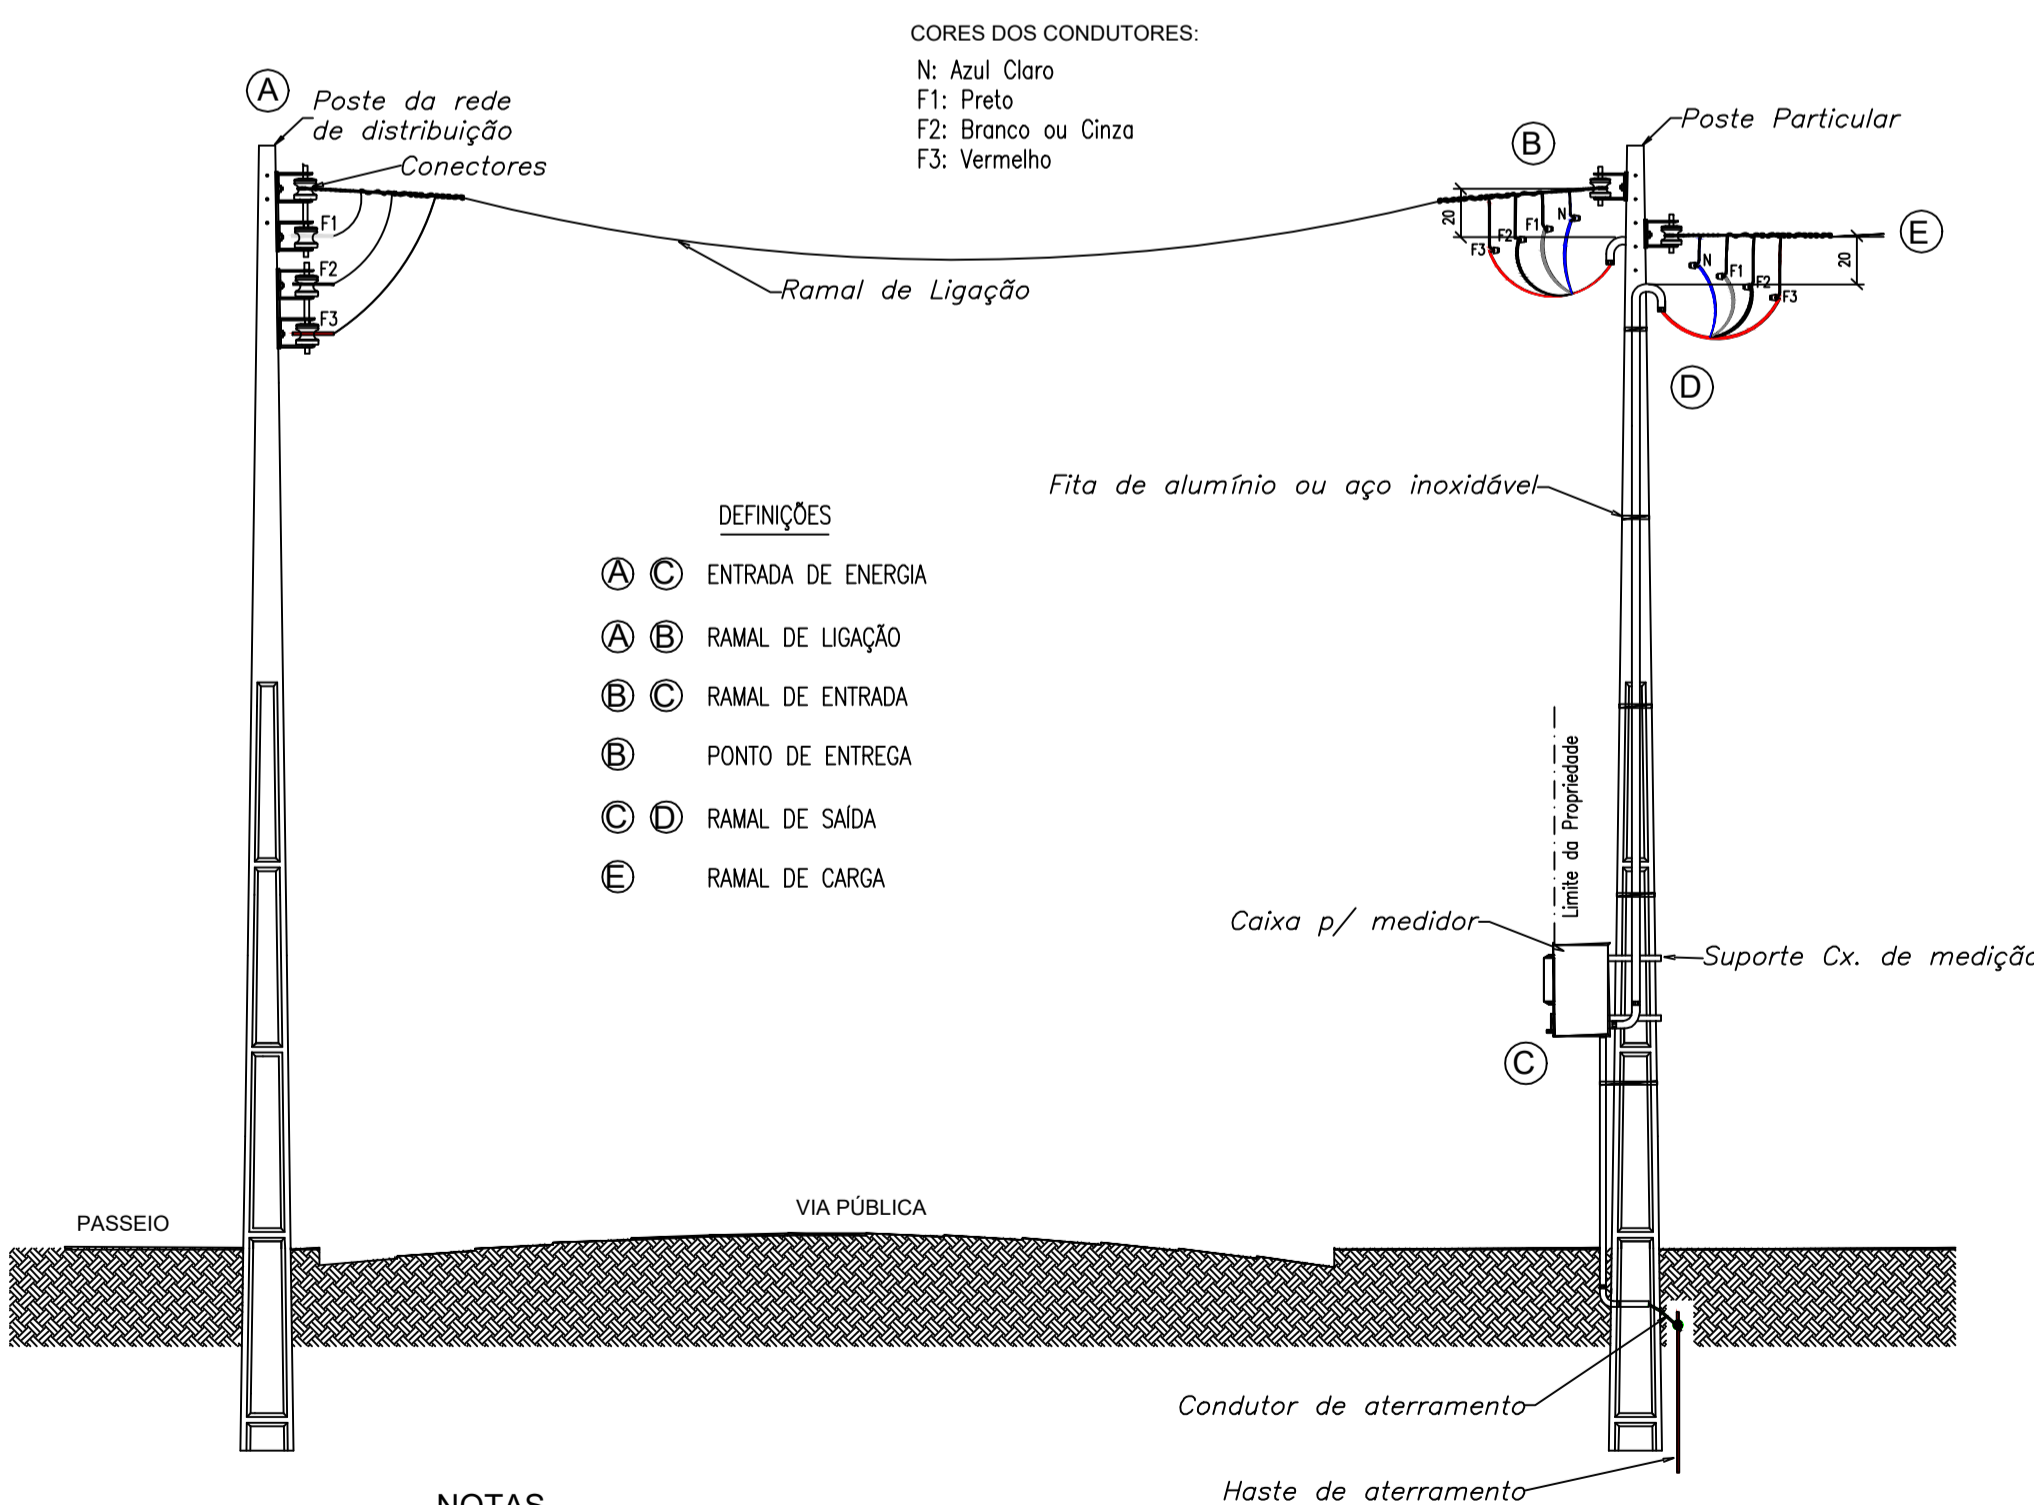 CORES DOS CONDUTORES:
N: Azul Claro
F1: Preto
F2: Branco ou Cinza
F3: Vermelho
A
Poste da rede
de distribuição
Conectores
F1
F2
F3
Ramal de Ligação
B
Poste Particular
20
N
F1
F2
F3
E
20
N
F1
F2
F3
D
Fita de alumínio ou aço inoxidável
DEFINIÇÕES
A C ENTRADA DE ENERGIA
A B RAMAL DE LIGAÇÃO
B C RAMAL DE ENTRADA
B PONTO DE ENTREGA
C D RAMAL DE SAÍDA
E RAMAL DE CARGA
Limite da Propriedade
Caixa p/ medidor
Suporte Cx. de medição
C
PASSEIO
VIA PÚBLICA
Condutor de aterramento
Haste de aterramento
NOTAS